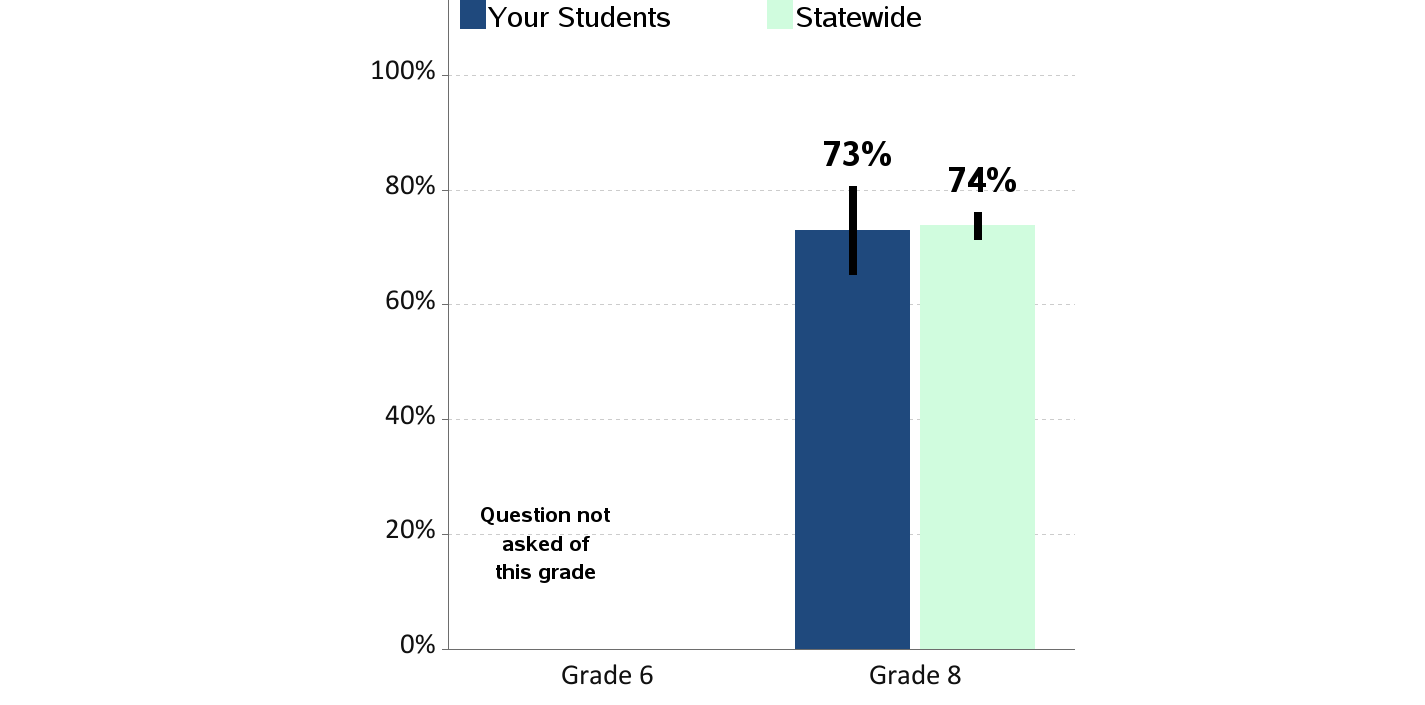 Your Students Statewide
100%
80%
60%
40%
20%
0%
73%
74%
Question not
asked of
this grade
Grade 6 Grade 8